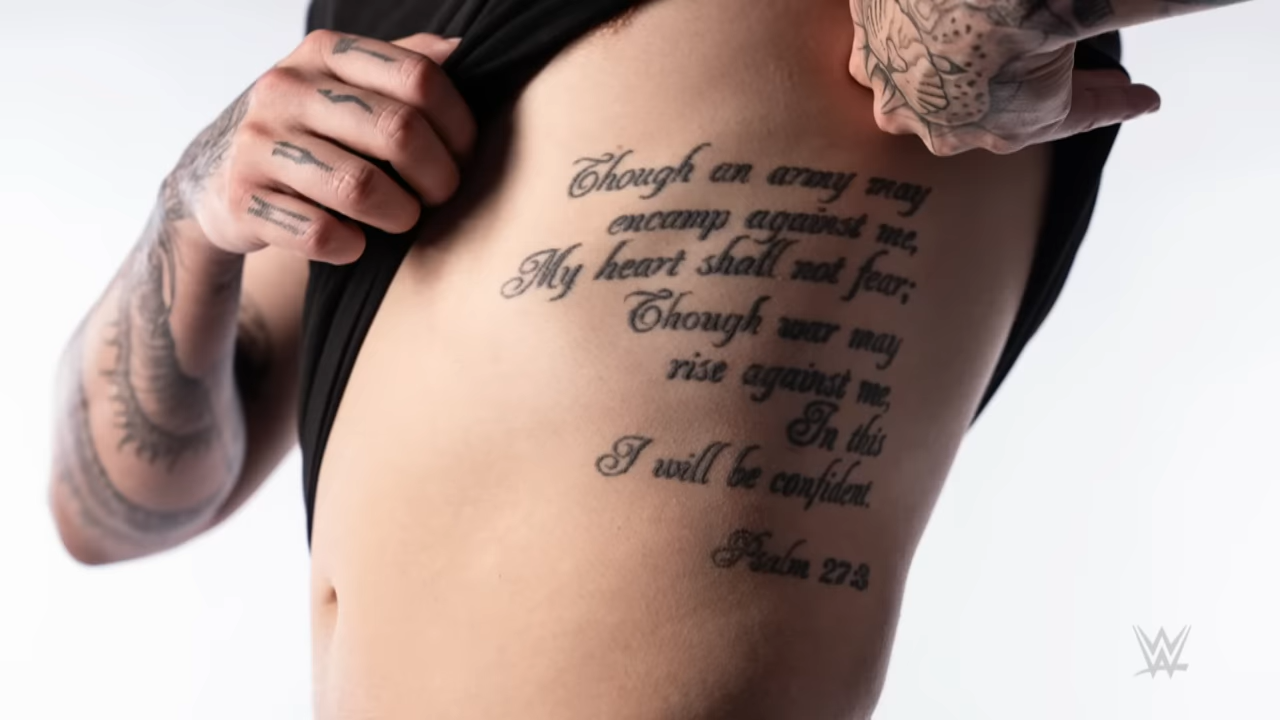 Though an army may
encamp against me,
My heart shall not fear;
Though war may
rise against me,
In this
I will be confident.
Psalm 27:3
W